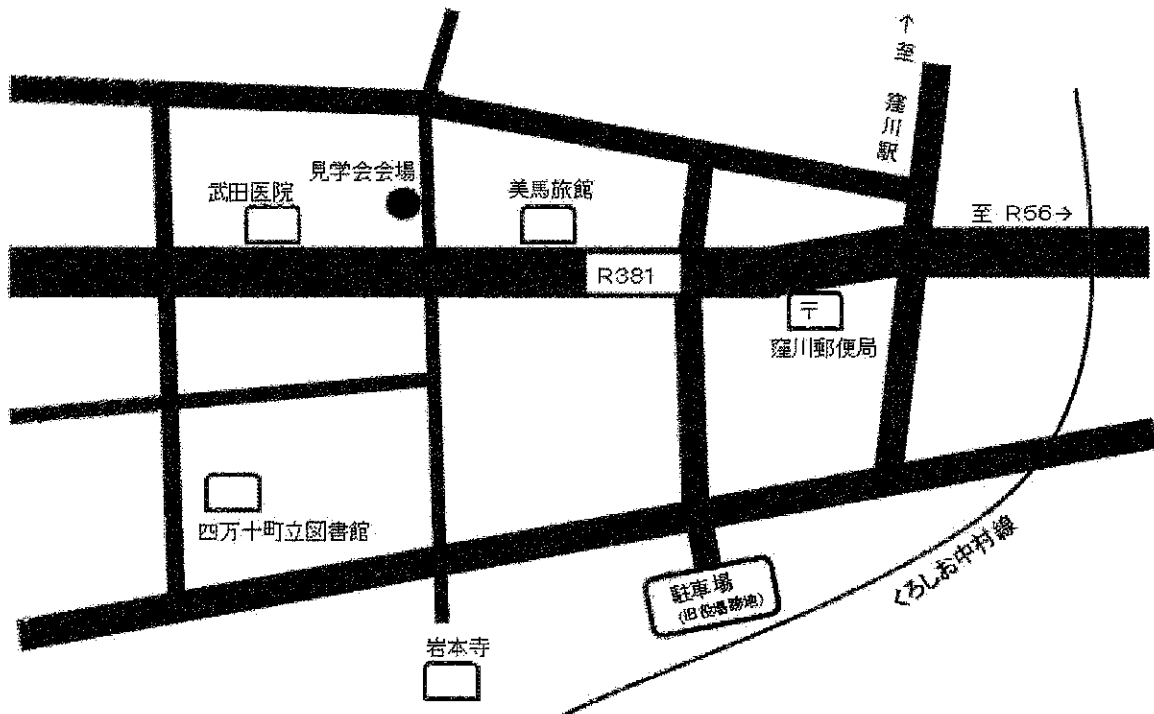 ↑至 窪川駅
見学会会場
武田医院
美馬旅館
至 R56→
R381
〒
窪川郵便局
四万十町立図書館
くろしお中村線
駐車場
(旧役場跡地)
岩本寺